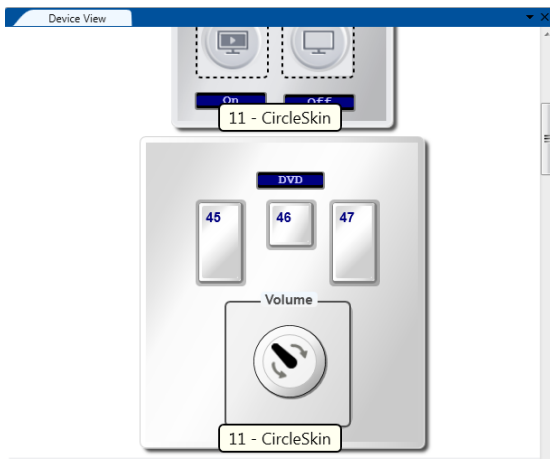 Device View
On
Off
11 - CircleSkin
DVD
45
46
47
Volume
11 - CircleSkin